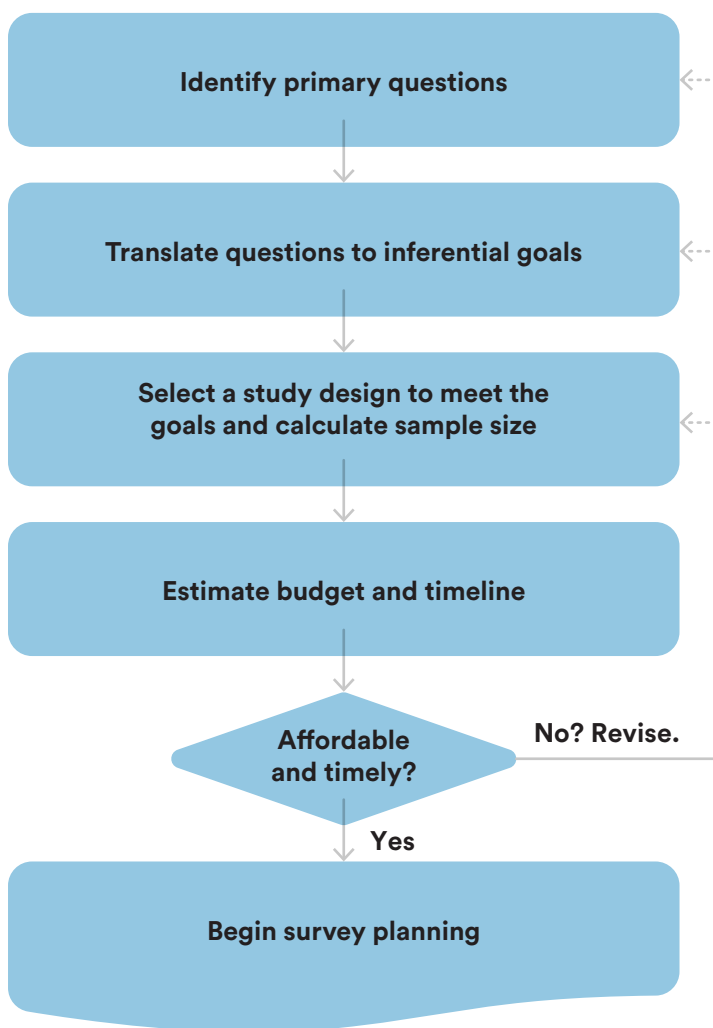 Identify primary questions
Translate questions to inferential goals
Select a study design to meet the
goals and calculate sample size
Estimate budget and timeline
Affordable
and timely?
No? Revise.
Yes
Begin survey planning